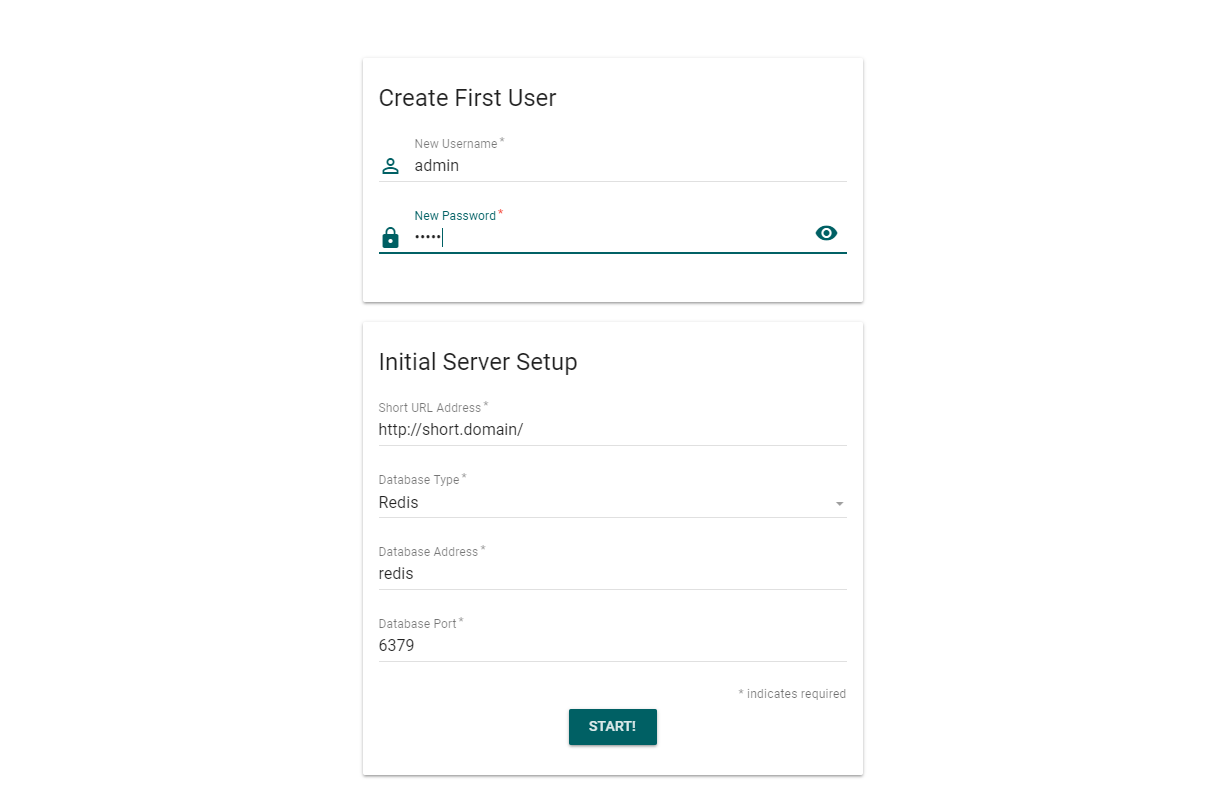 Create First User
New Username *
admin
New Password *
•••••
Initial Server Setup
Short URL Address *
http://short.domain/
Database Type *
Redis
Database Address *
redis
Database Port *
6379
* indicates required
START!